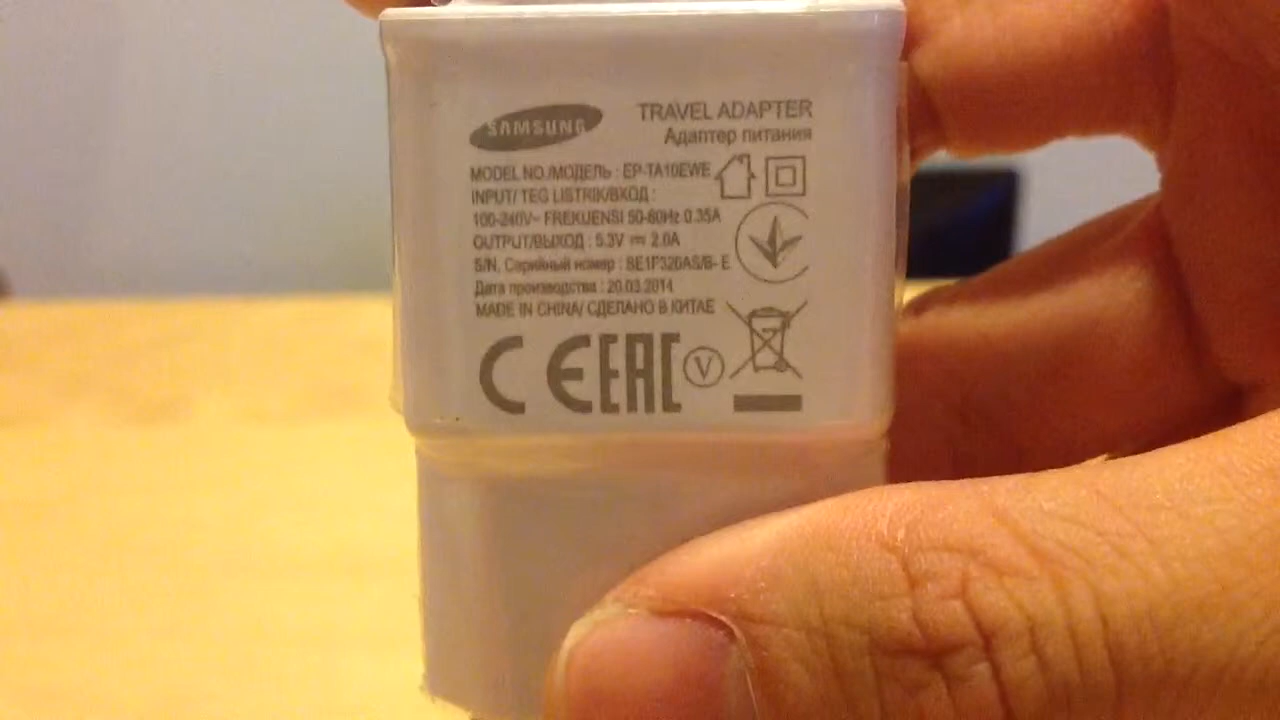 SAMSUNG
TRAVEL ADAPTER
Адаптер питания
MODEL NO./МОДЕЛЬ : EP-TA10EWE
INPUT/ TEG LISTRIK/ВХОД :
100-240V~ FREKUENSI 50-60Hz 0.35A
OUTPUT/ВЫХОД : 5.3V ⎓ 2.0A
S/N, Серийный номер : SE1F320AS/B- E
Дата производства : 20.03.2014
MADE IN CHINA/ СДЕЛАНО В КИТАЕ
CE EAC V